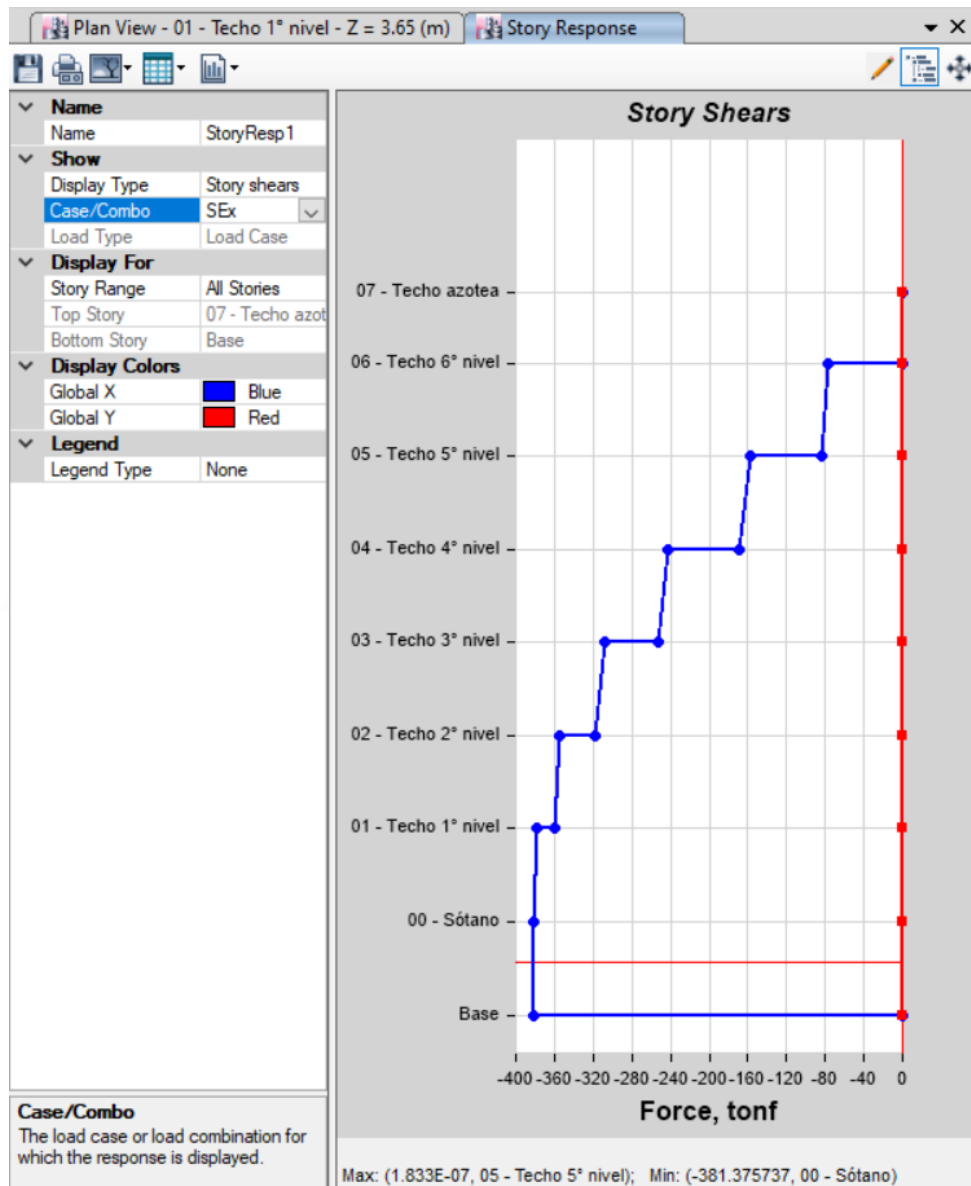 Plan View - 01 - Techo 1° nivel - Z = 3.65 (m)
Story Response
Name
Name StoryResp1
Show
Display Type Story shears
Case/Combo SEx
Load Type Load Case
Display For
Story Range All Stories
Top Story 07 - Techo azot
Bottom Story Base
Display Colors
Global X Blue
Global Y Red
Legend
Legend Type None
Case/Combo
The load case or load combination for
which the response is displayed.
Story Shears
07 - Techo azotea
06 - Techo 6° nivel
05 - Techo 5° nivel
04 - Techo 4° nivel
03 - Techo 3° nivel
02 - Techo 2° nivel
01 - Techo 1° nivel
00 - Sótano
Base
-400 -360 -320 -280 -240 -200 -160 -120 -80 -40 0
Force, tonf
Max: (1.833E-07, 05 - Techo 5° nivel); Min: (-381.375737, 00 - Sótano)